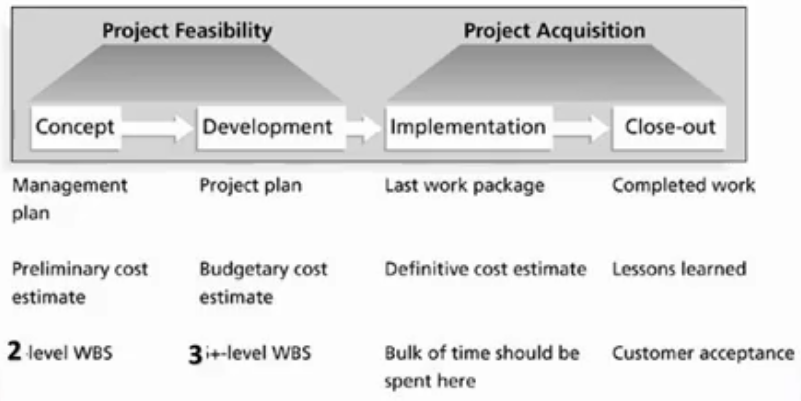 Project Feasibility
Project Acquisition
Concept
Development
Implementation
Close-out
Management
plan
Project plan
Last work package
Completed work
Preliminary cost
estimate
Budgetary cost
estimate
Definitive cost estimate
Lessons learned
2-level WBS
3+-level WBS
Bulk of time should be
spent here
Customer acceptance